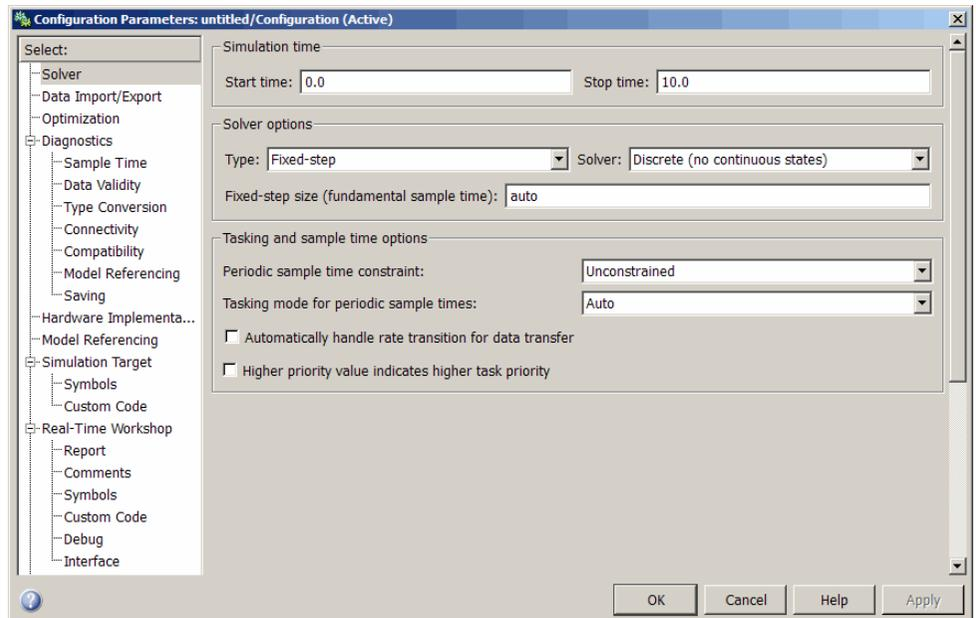 Configuration Parameters: untitled/Configuration (Active)
Select:
Solver
Data Import/Export
Optimization
Diagnostics
Sample Time
Data Validity
Type Conversion
Connectivity
Compatibility
Model Referencing
Saving
Hardware Implementa...
Model Referencing
Simulation Target
Symbols
Custom Code
Real-Time Workshop
Report
Comments
Symbols
Custom Code
Debug
Interface
Simulation time
Start time: 0.0 Stop time: 10.0
Solver options
Type: Fixed-step Solver: Discrete (no continuous states)
Fixed-step size (fundamental sample time): auto
Tasking and sample time options
Periodic sample time constraint: Unconstrained
Tasking mode for periodic sample times: Auto
Automatically handle rate transition for data transfer
Higher priority value indicates higher task priority
OK Cancel Help Apply